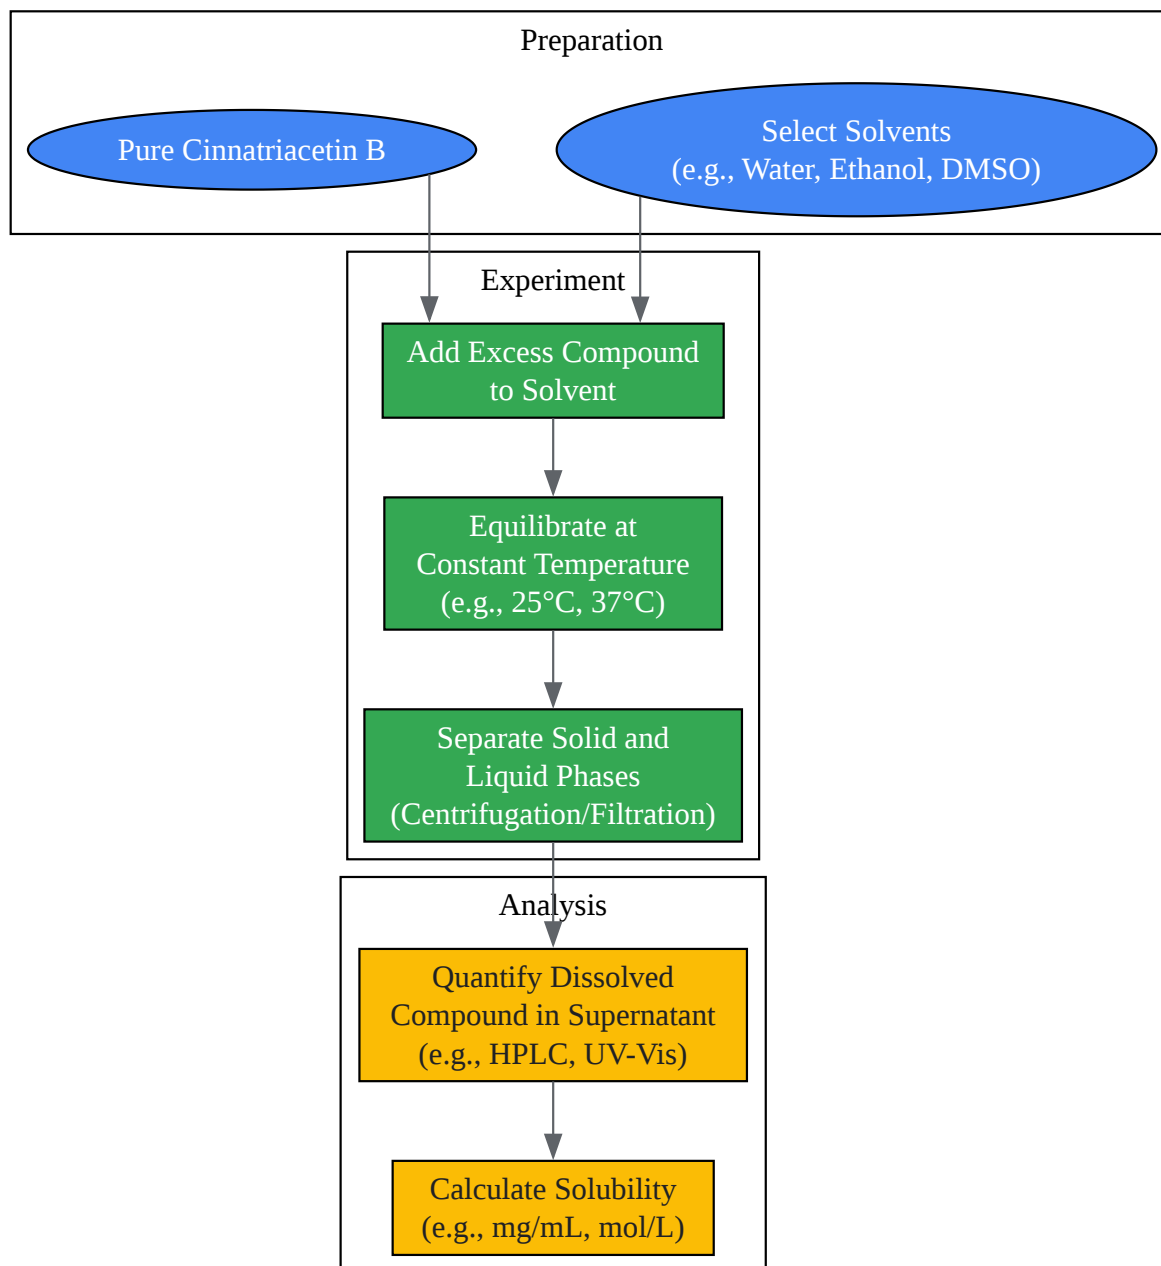 Preparation
Pure Cinnatriacetin B
Select Solvents
(e.g., Water, Ethanol, DMSO)
Experiment
Add Excess Compound
to Solvent
Equilibrate at
Constant Temperature
(e.g., 25°C, 37°C)
Separate Solid and
Liquid Phases
(Centrifugation/Filtration)
Analysis
Quantify Dissolved
Compound in Supernatant
(e.g., HPLC, UV-Vis)
Calculate Solubility
(e.g., mg/mL, mol/L)